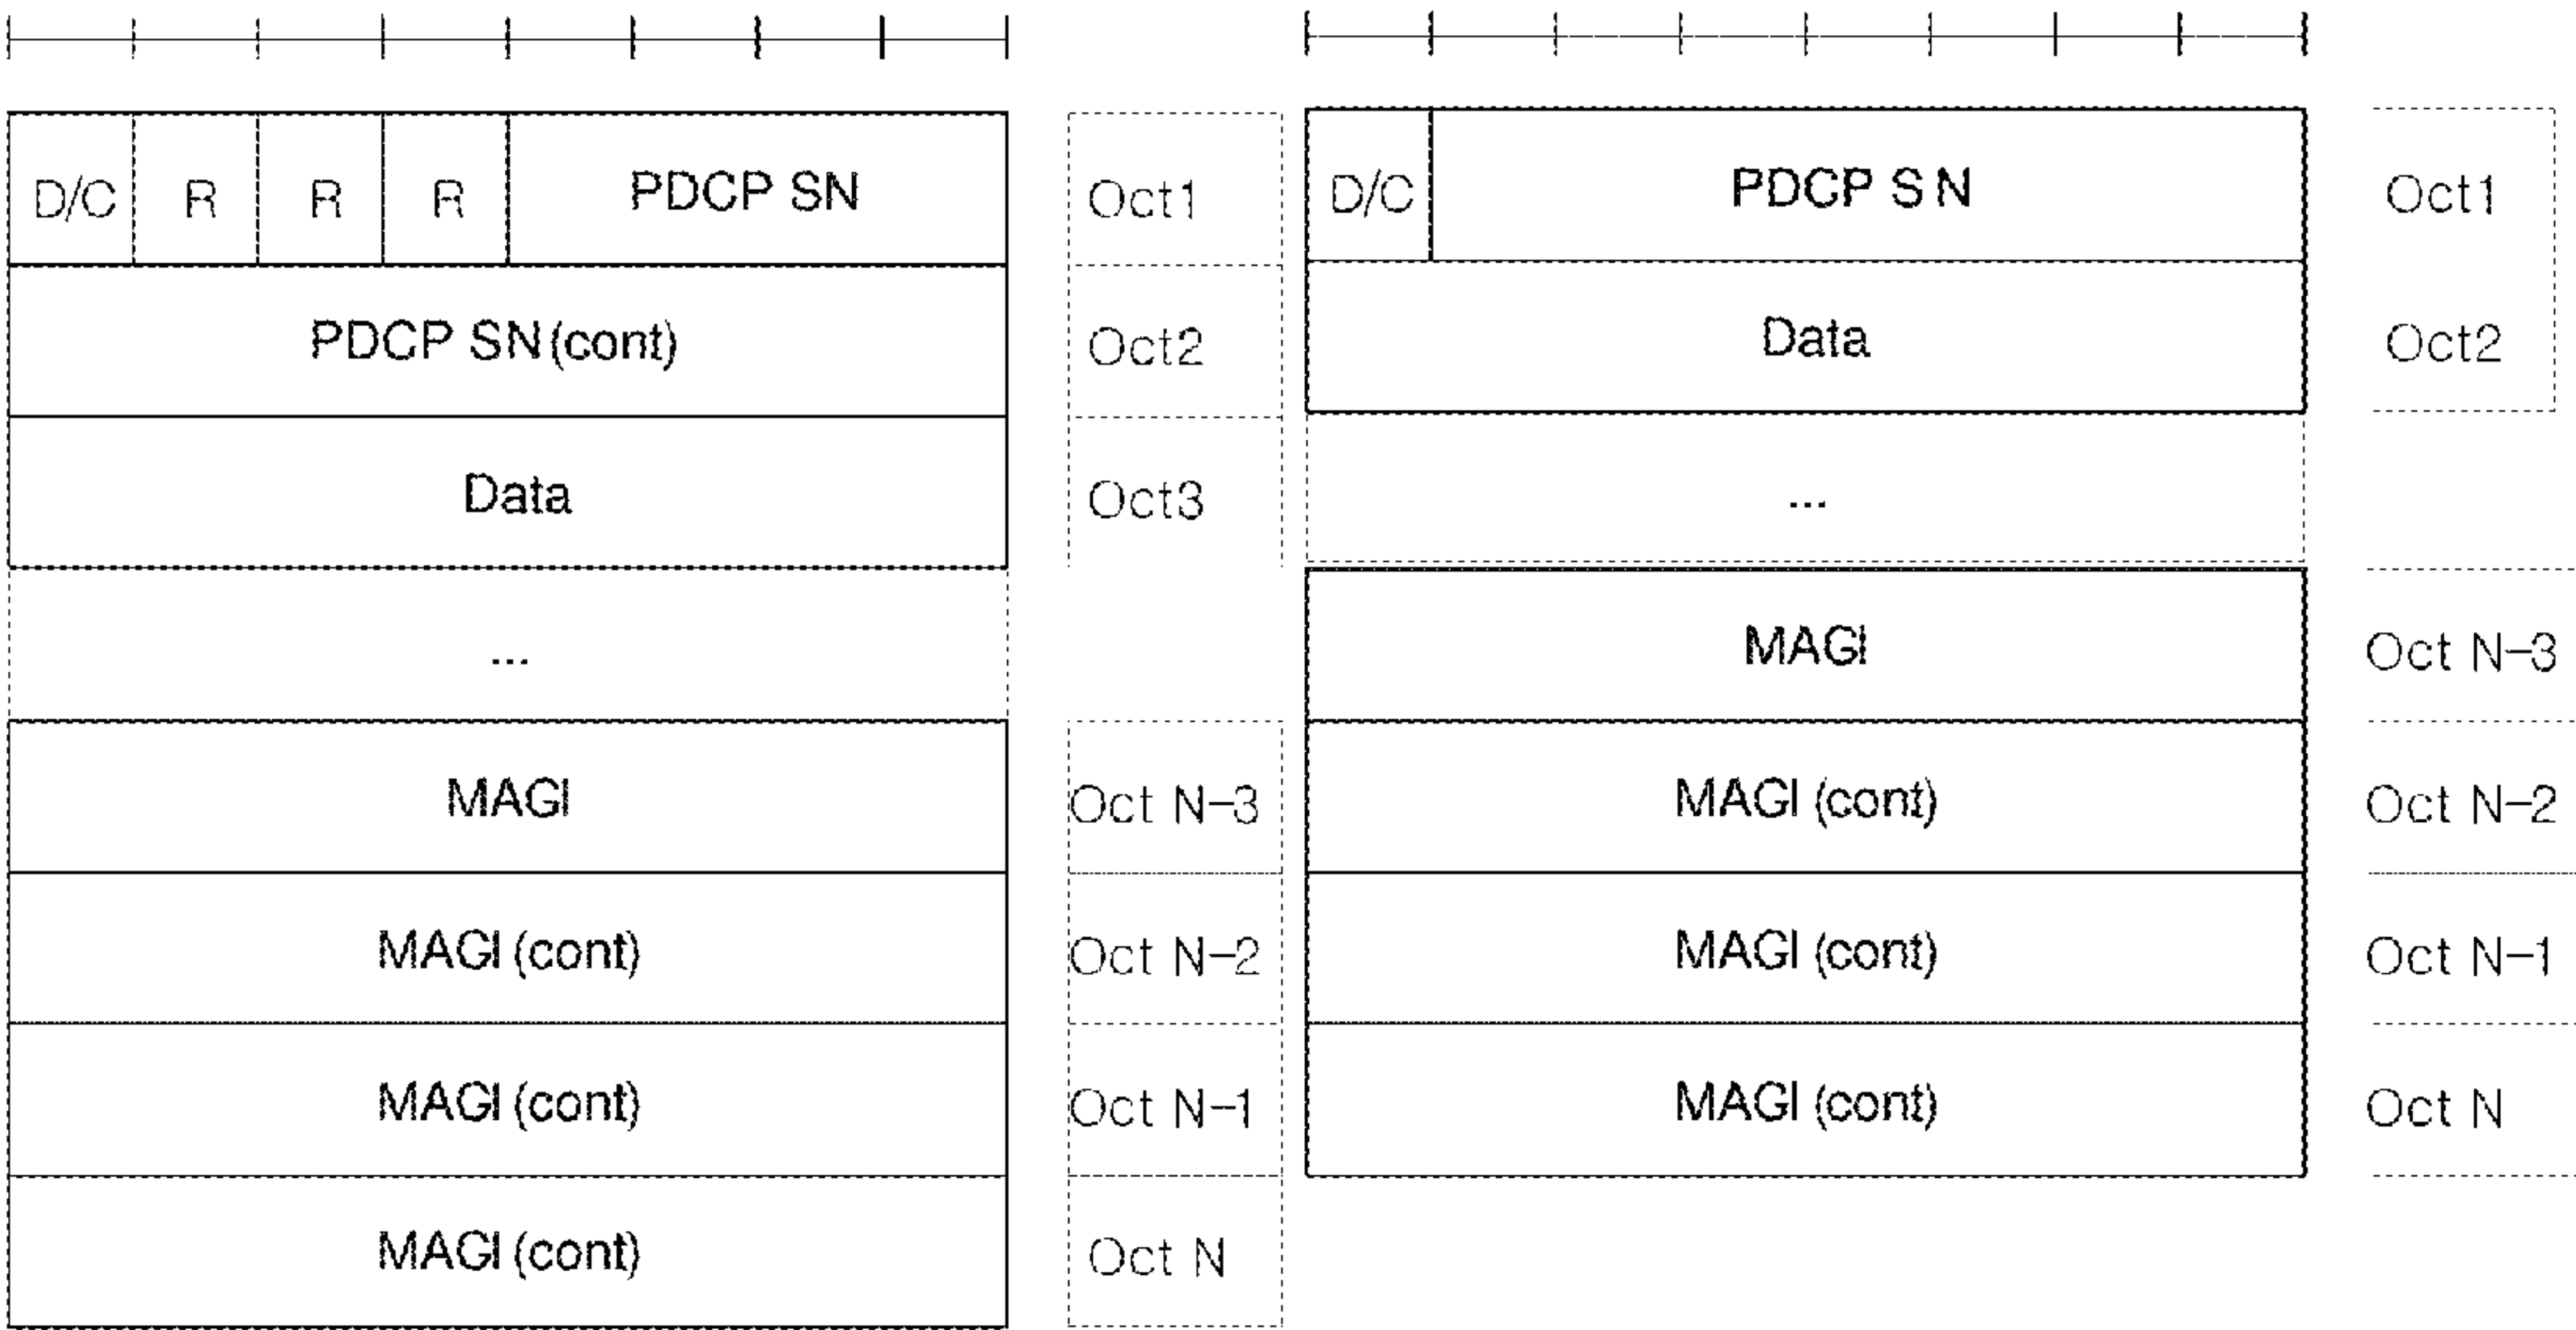 D/C R R R PDCP SN Oct1
PDCP SN (cont) Oct2
Data Oct3
...
MAGI Oct N-3
MAGI (cont) Oct N-2
MAGI (cont) Oct N-1
MAGI (cont) Oct N
D/C PDCP SN Oct1
Data Oct2
...
MAGI Oct N-3
MAGI (cont) Oct N-2
MAGI (cont) Oct N-1
MAGI (cont) Oct N